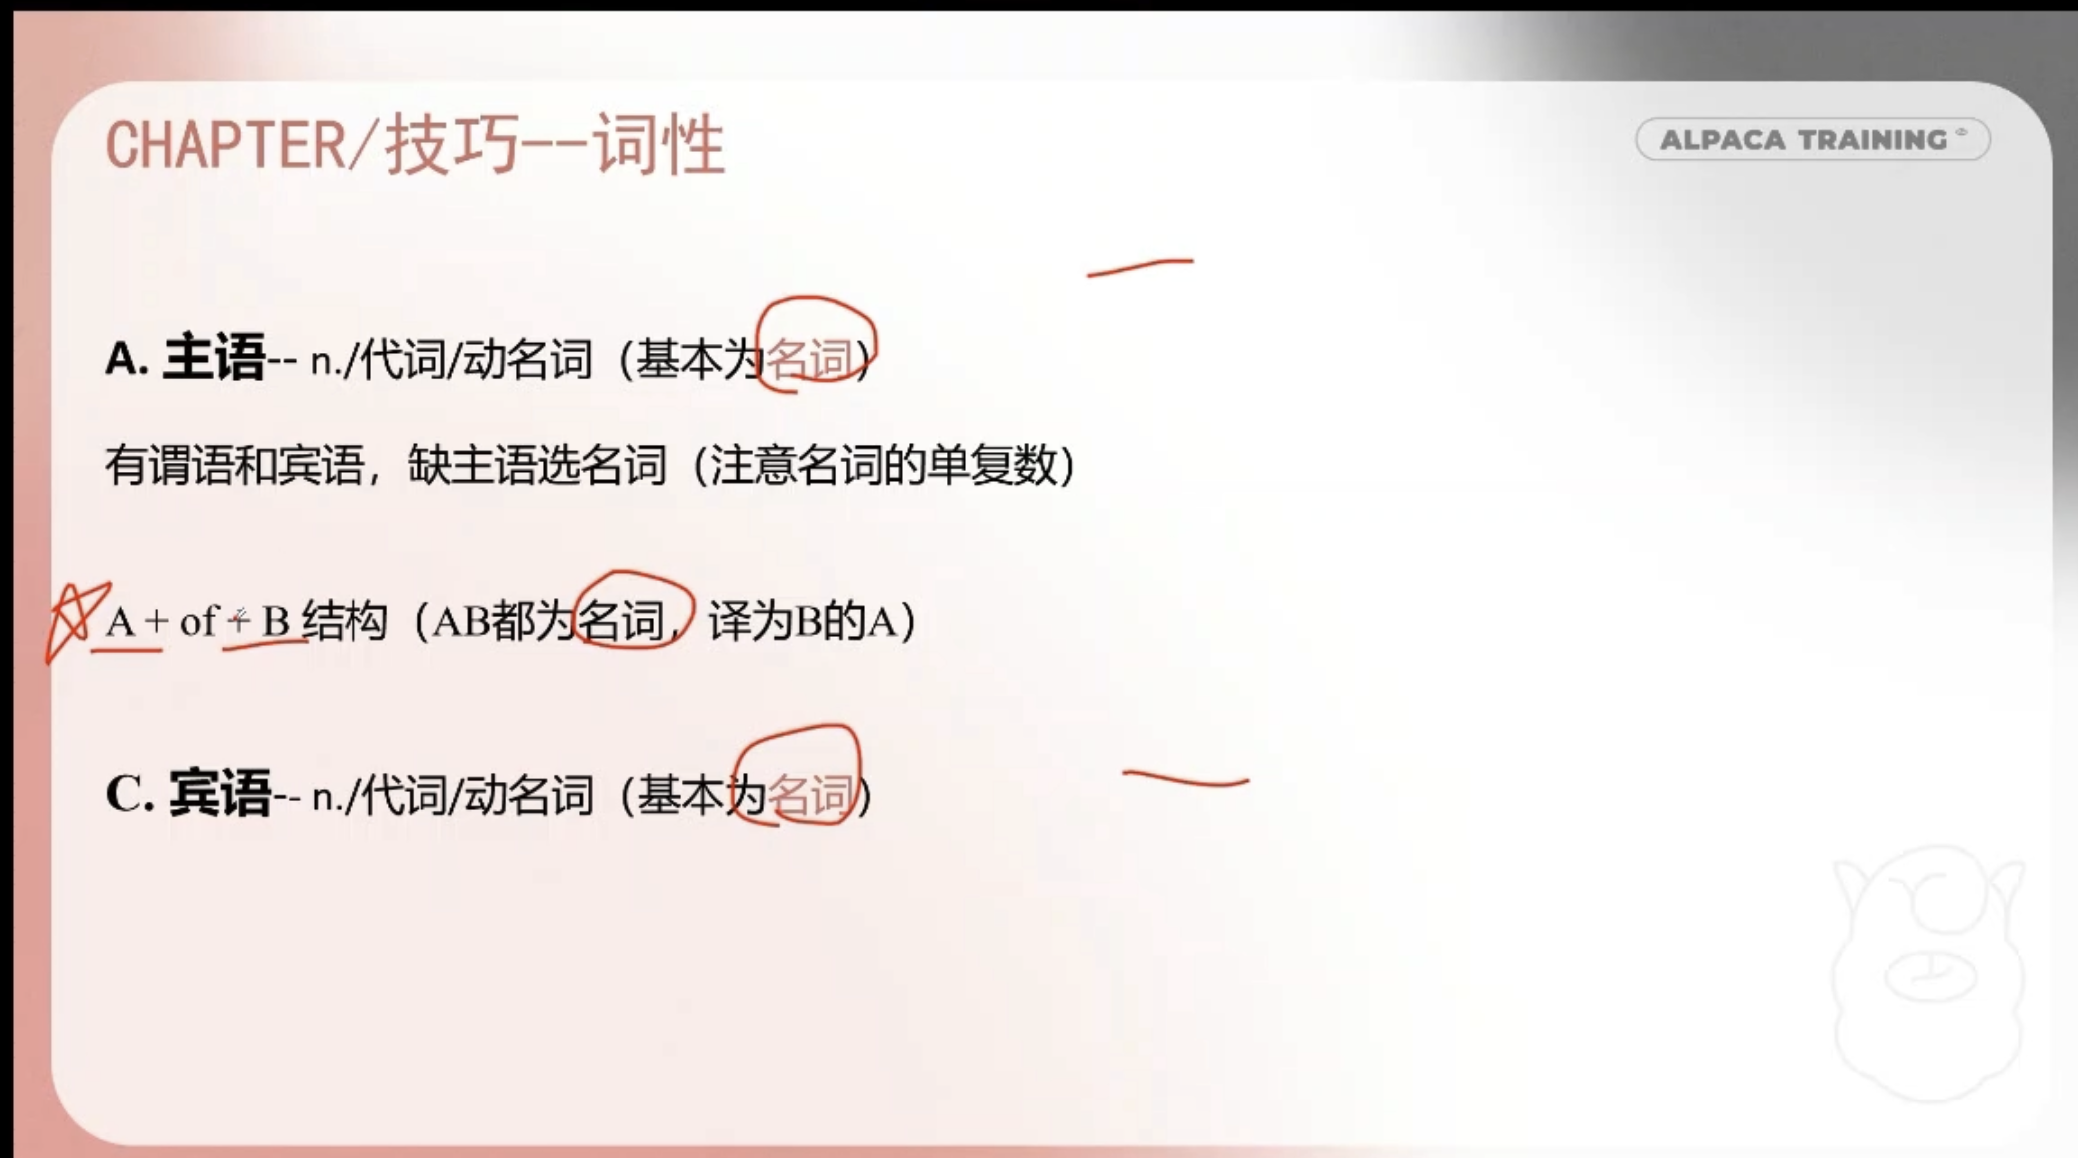 CHAPTER/技巧--词性
ALPACA TRAINING
A. 主语-- n./代词/动名词（基本为名词）
有谓语和宾语，缺主语选名词（注意名词的单复数）
A + of + B 结构（AB都为名词，译为B的A）
C. 宾语-- n./代词/动名词（基本为名词）